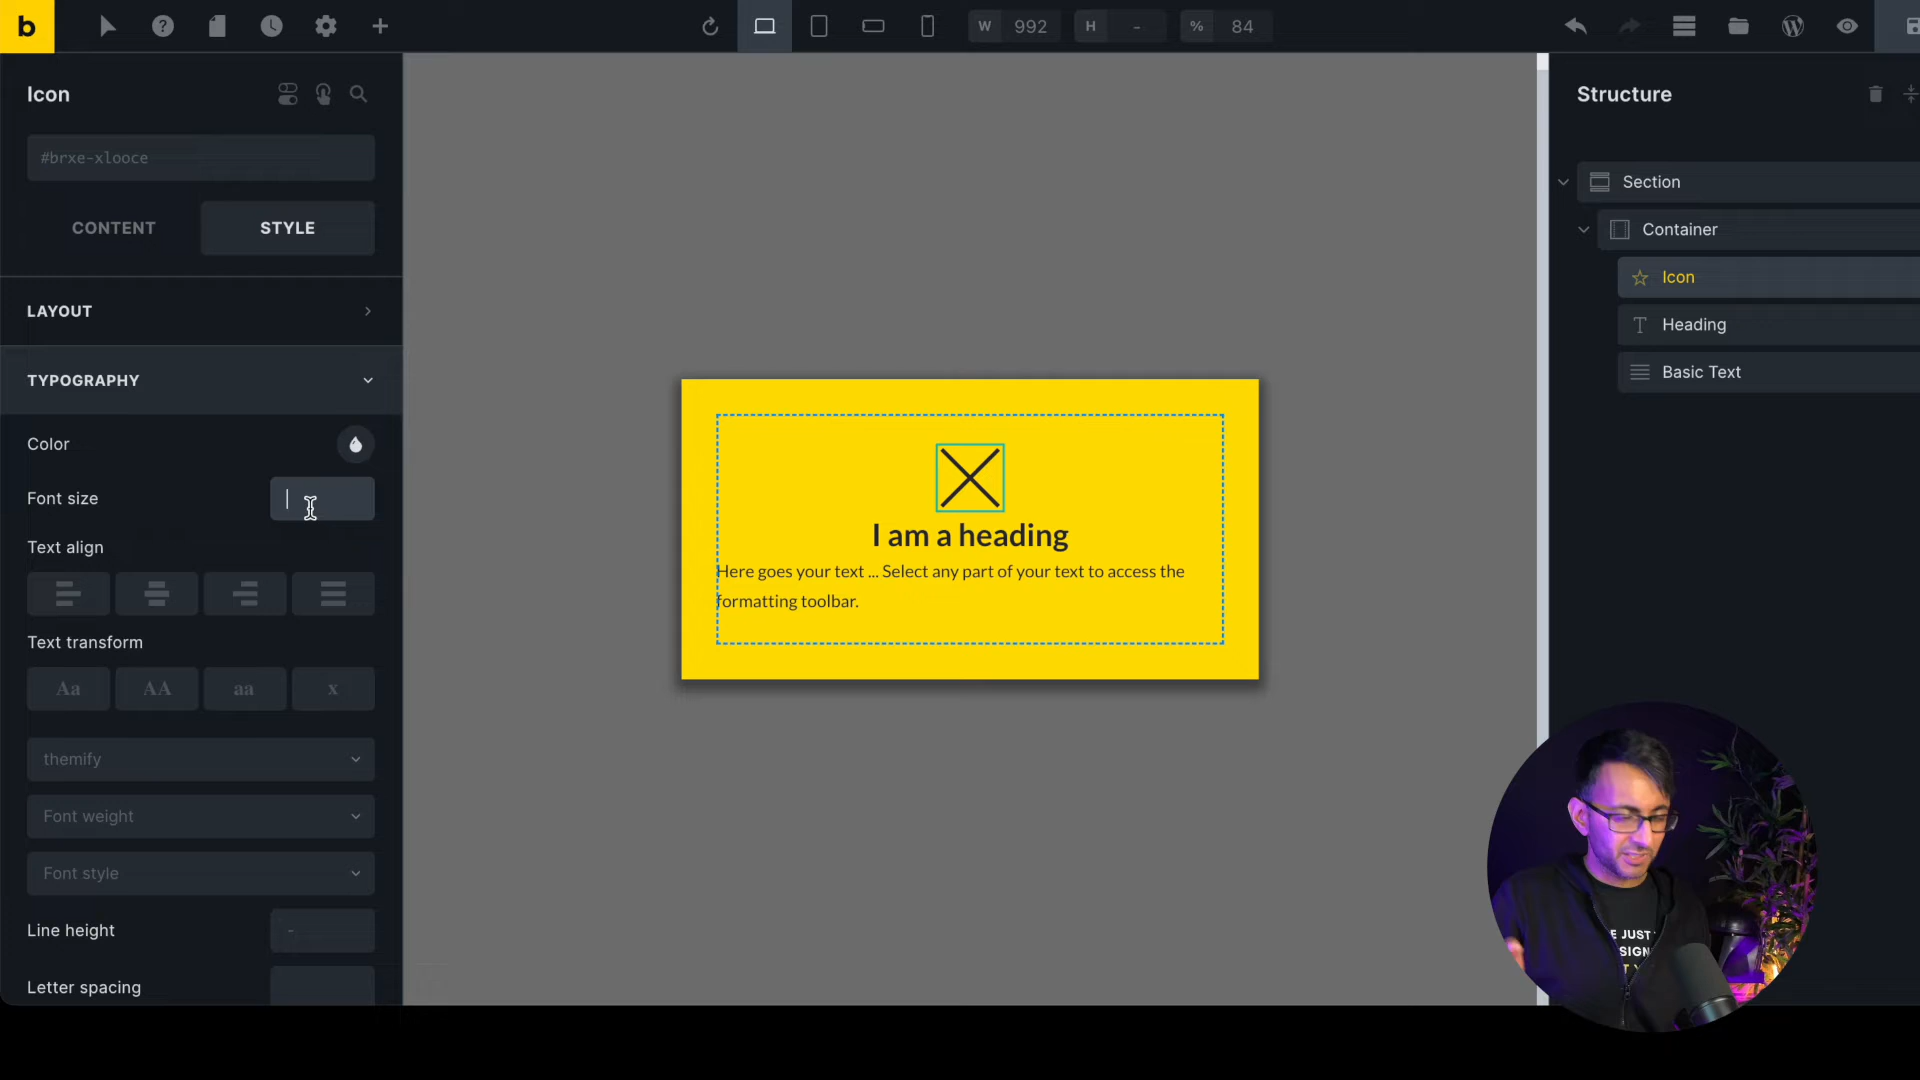 b
W 992 H - % 84
Icon
#brxe-xlooce
CONTENT STYLE
LAYOUT
TYPOGRAPHY
Color
Font size
Text align
Text transform
Aa AA aa x
themify
Font weight
Font style
Line height -
Letter spacing
I am a heading
Here goes your text ... Select any part of your text to access the
formatting toolbar.
Structure
Section
Container
Icon
Heading
Basic Text
E JUST
SIGN